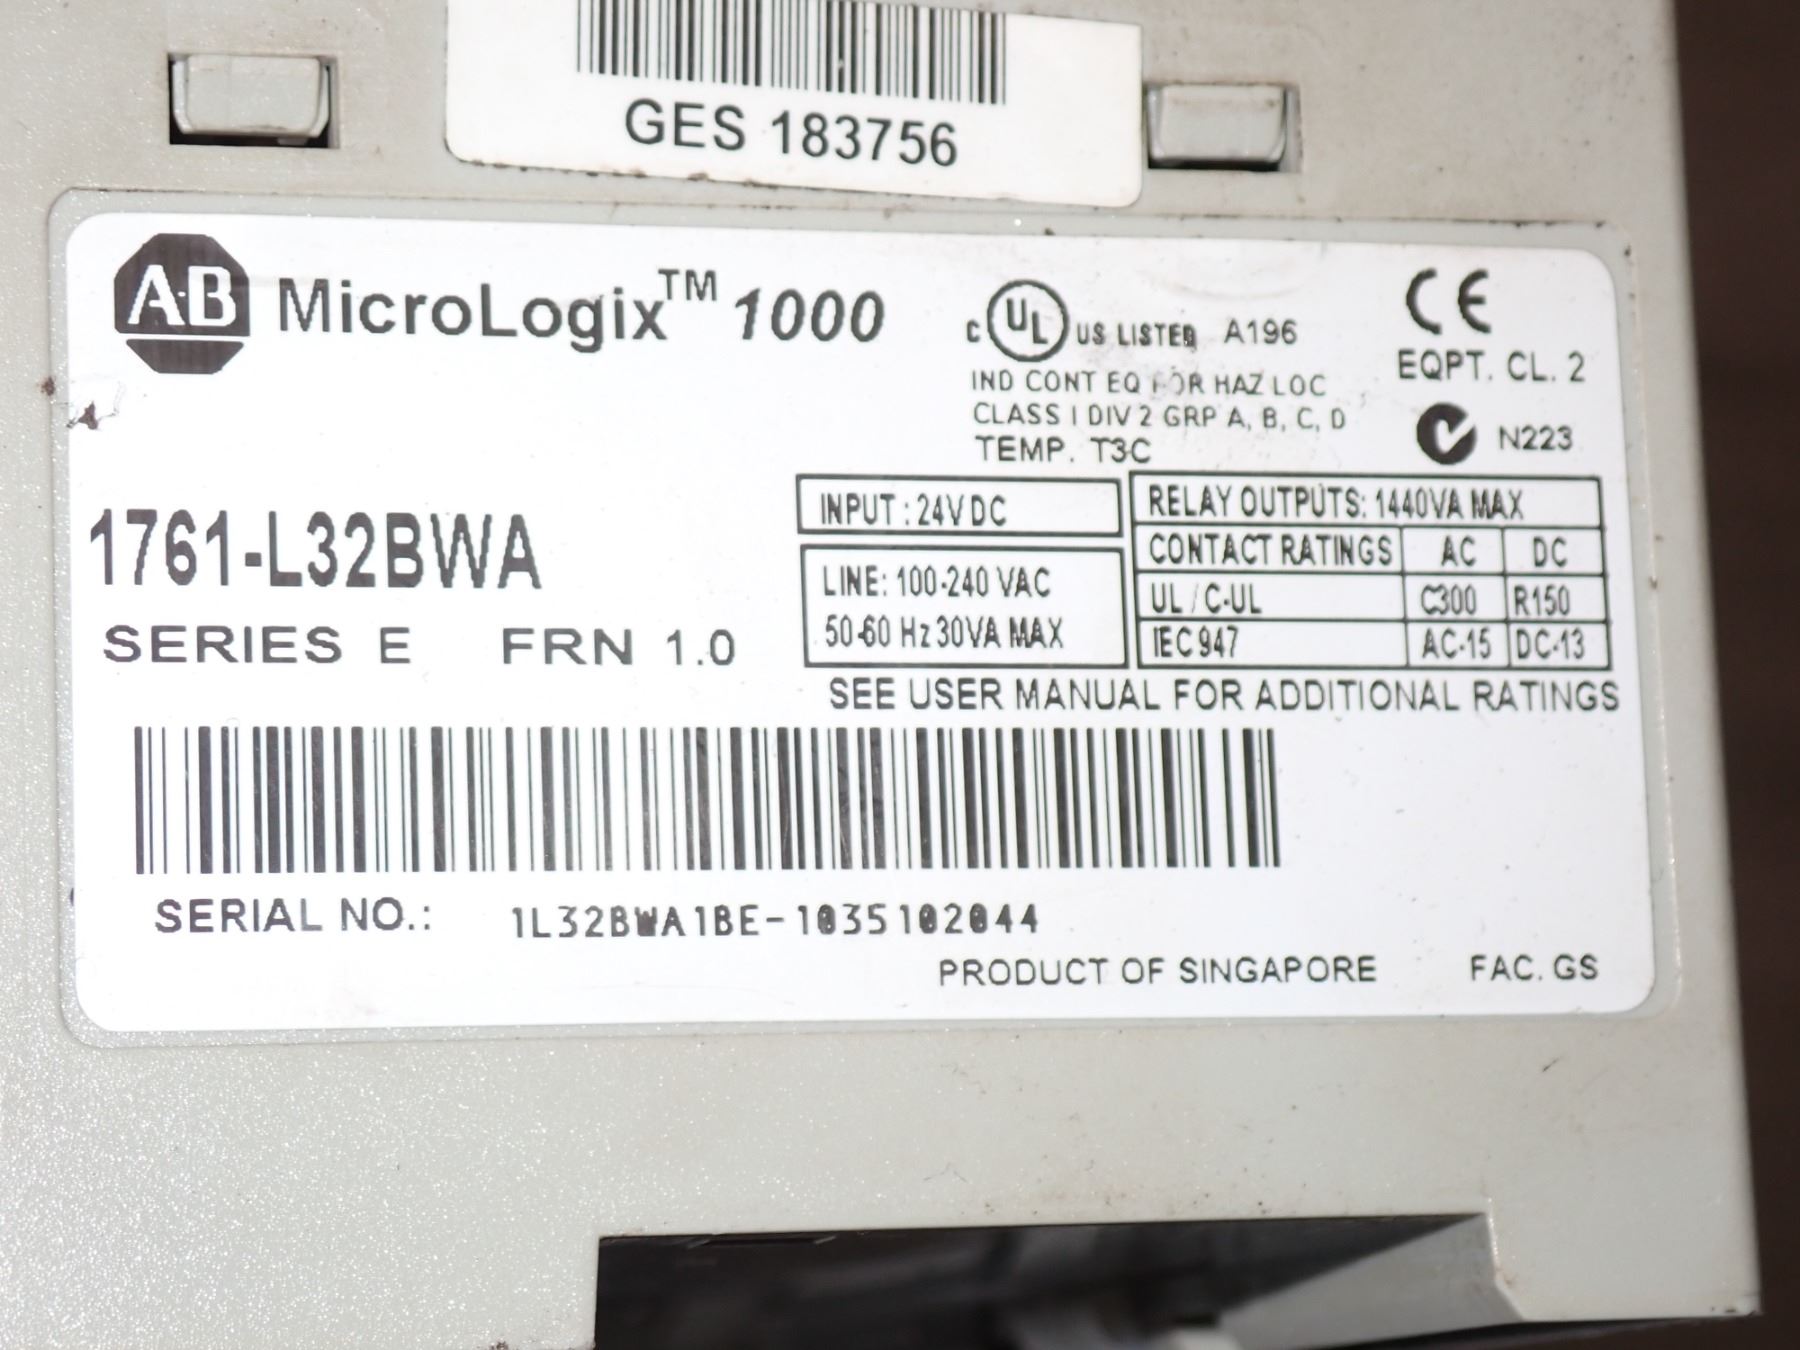 GES 183756
A·B MicroLogix™ 1000
c UL US LISTED A196
IND CONT EQ FOR HAZ LOC
CLASS I DIV 2 GRP A, B, C, D
TEMP. T3C
CE
EQPT. CL. 2
N223
1761-L32BWA
SERIES E FRN 1.0
INPUT : 24V DC
LINE: 100-240 VAC
50-60 Hz 30VA MAX
RELAY OUTPUTS: 1440VA MAX
CONTACT RATINGS AC DC
UL / C-UL C300 R150
IEC 947 AC-15 DC-13
SEE USER MANUAL FOR ADDITIONAL RATINGS
SERIAL NO.: 1L32BWA1BE-1035102044
PRODUCT OF SINGAPORE FAC. GS